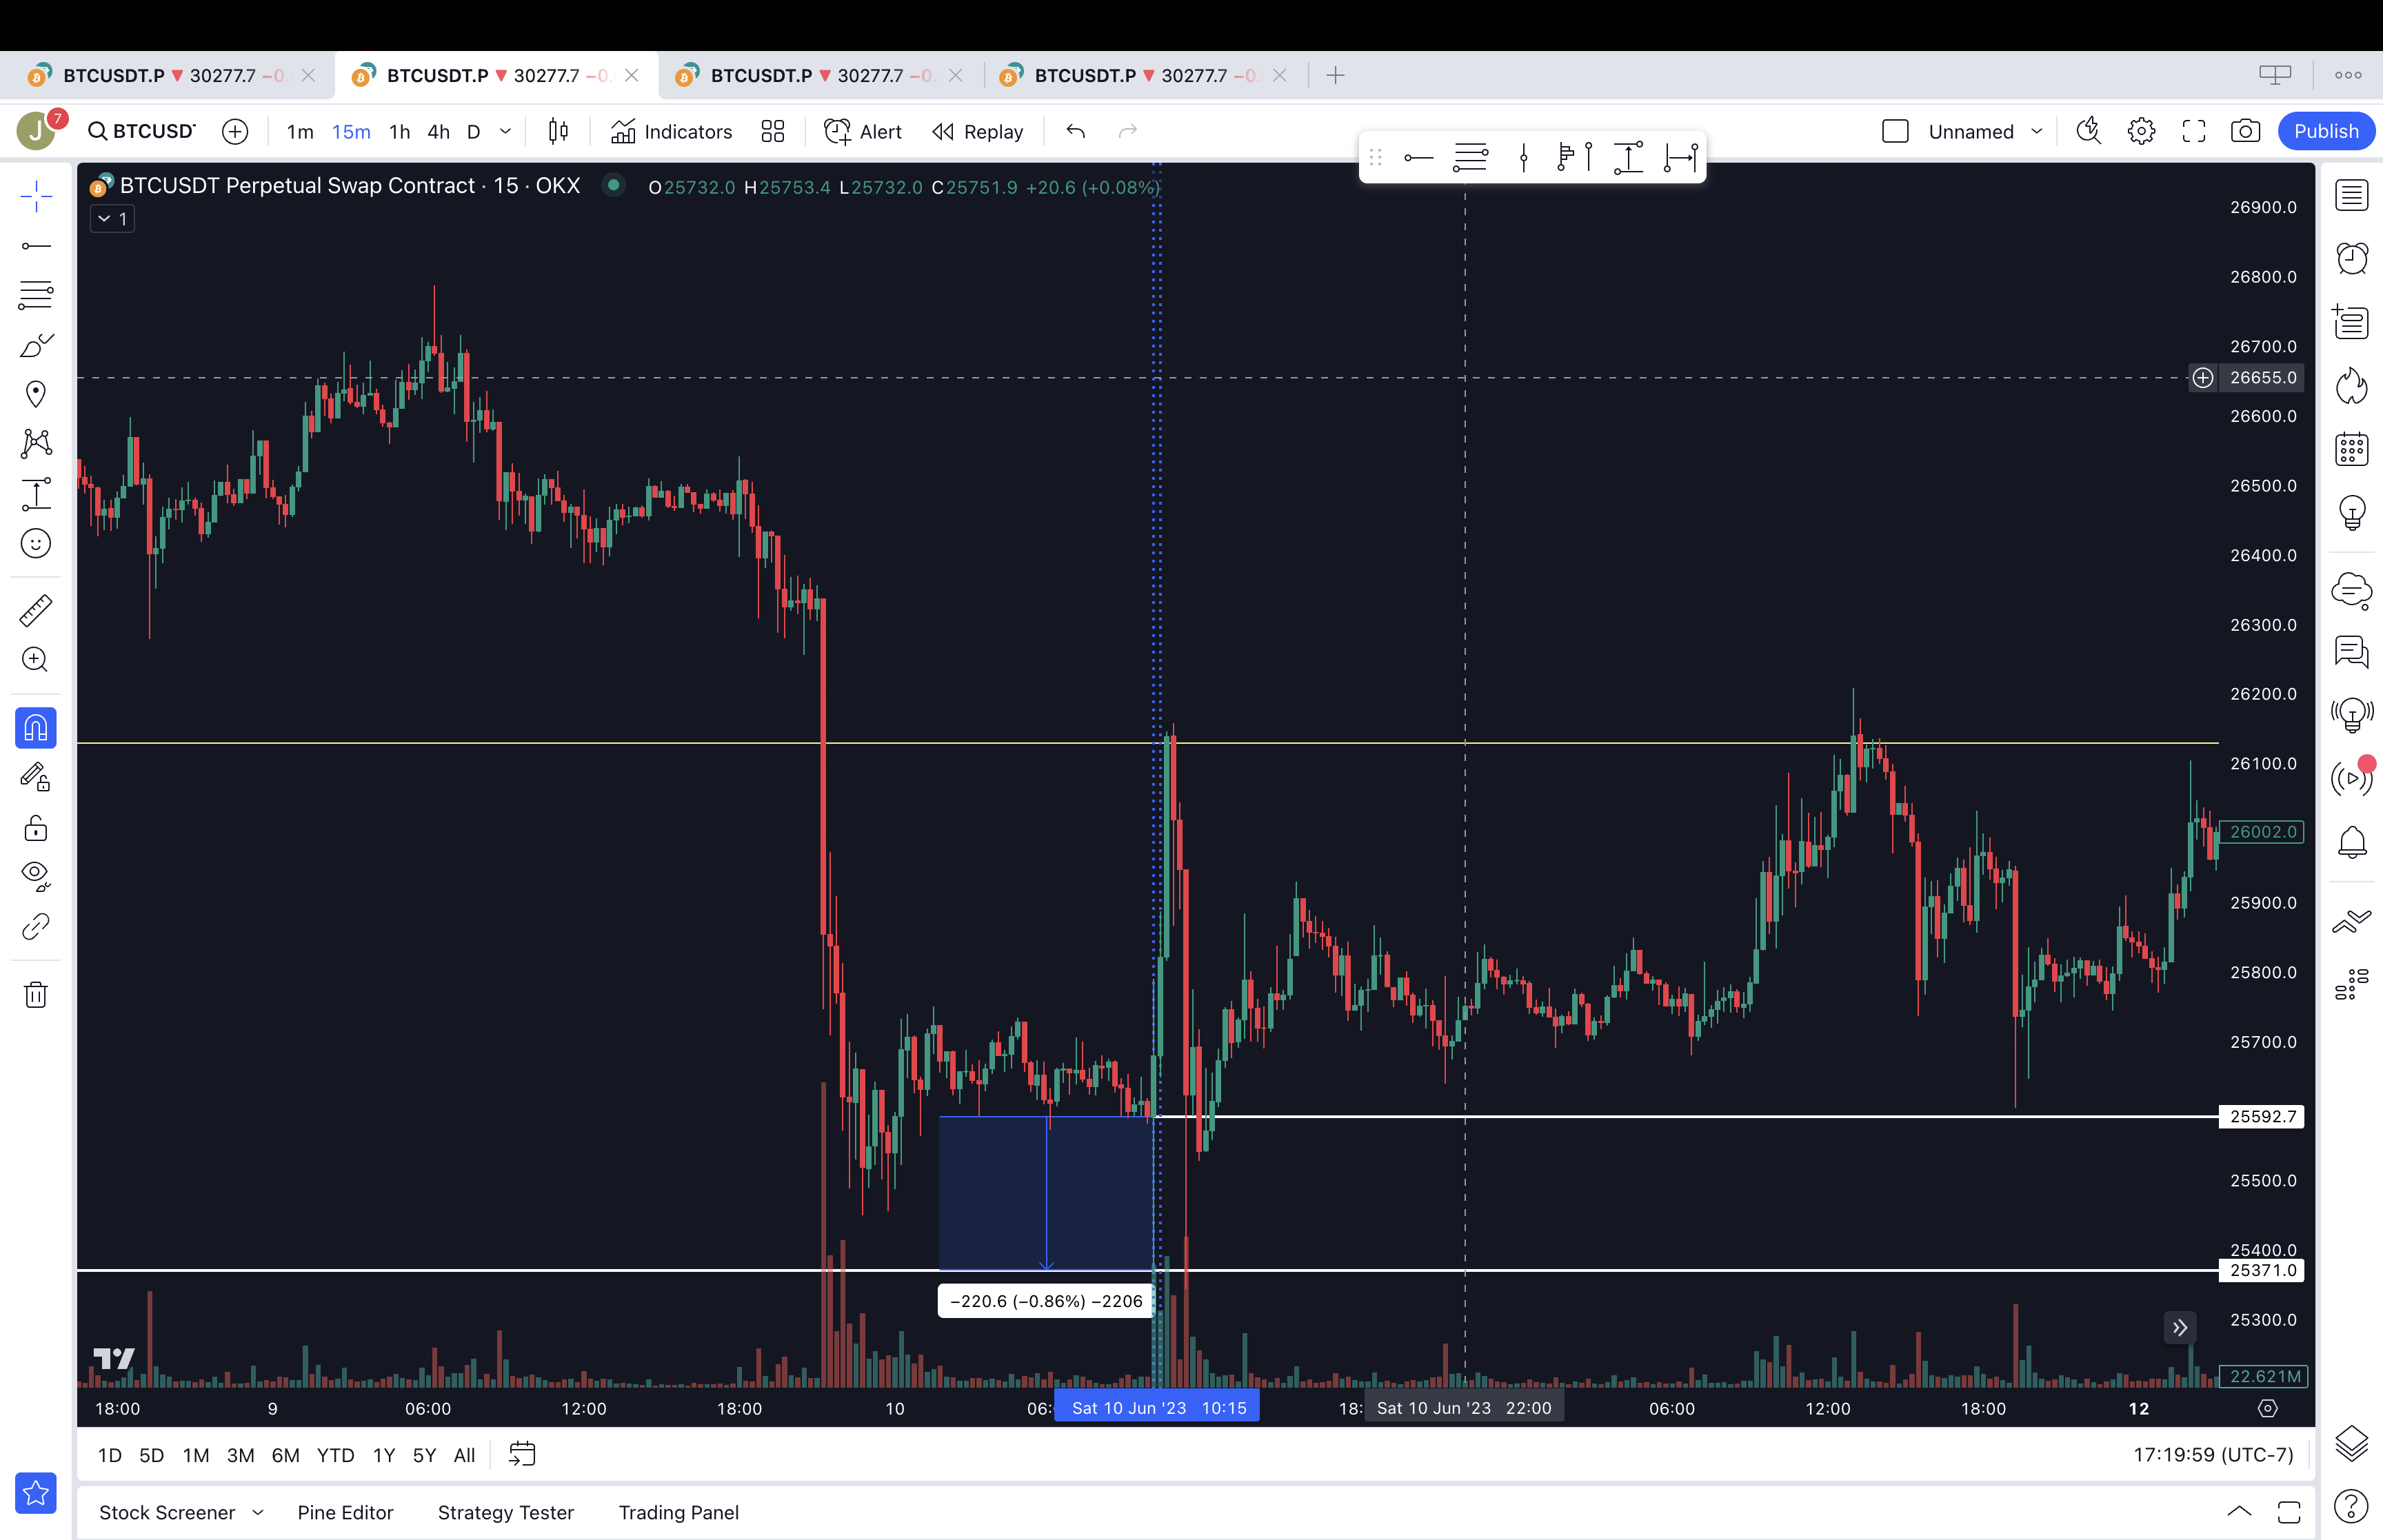 BTCUSDT.P ▼ 30277.7 −0. BTCUSDT.P ▼ 30277.7 −0. BTCUSDT.P ▼ 30277.7 −0. BTCUSDT.P ▼ 30277.7 −0.
J 7 BTCUSDT 1m 15m 1h 4h D Indicators Alert Replay Unnamed Publish
BTCUSDT Perpetual Swap Contract · 15 · OKX O25732.0 H25753.4 L25732.0 C25751.9 +20.6 (+0.08%)
1
26900.0
26800.0
26700.0
26655.0
26600.0
26500.0
26400.0
26300.0
26200.0
26100.0
26002.0
25900.0
25800.0
25700.0
25592.7
25500.0
25400.0
25371.0
−220.6 (−0.86%) −2206
25300.0
22.621M
18:00 9 06:00 12:00 18:00 10 06: Sat 10 Jun '23 10:15 18: Sat 10 Jun '23 22:00 06:00 12:00 18:00 12
1D 5D 1M 3M 6M YTD 1Y 5Y All 17:19:59 (UTC-7)
Stock Screener Pine Editor Strategy Tester Trading Panel